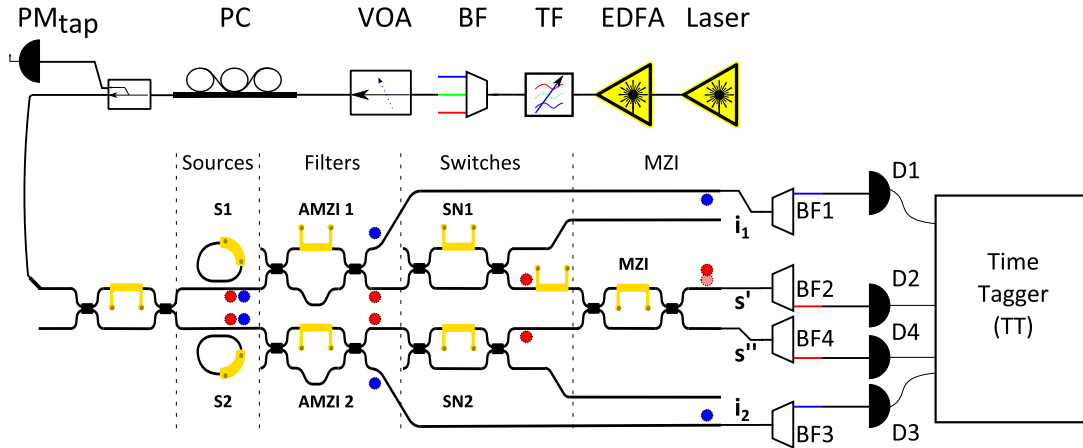 PMtap PC VOA BF TF EDFA Laser
Sources Filters Switches MZI
S1 AMZI 1 SN1
D1
BF1
i1
MZI
BF2
D2
s'
Time
Tagger
(TT)
D4
BF4
s''
S2 AMZI 2 SN2
i2
BF3
D3